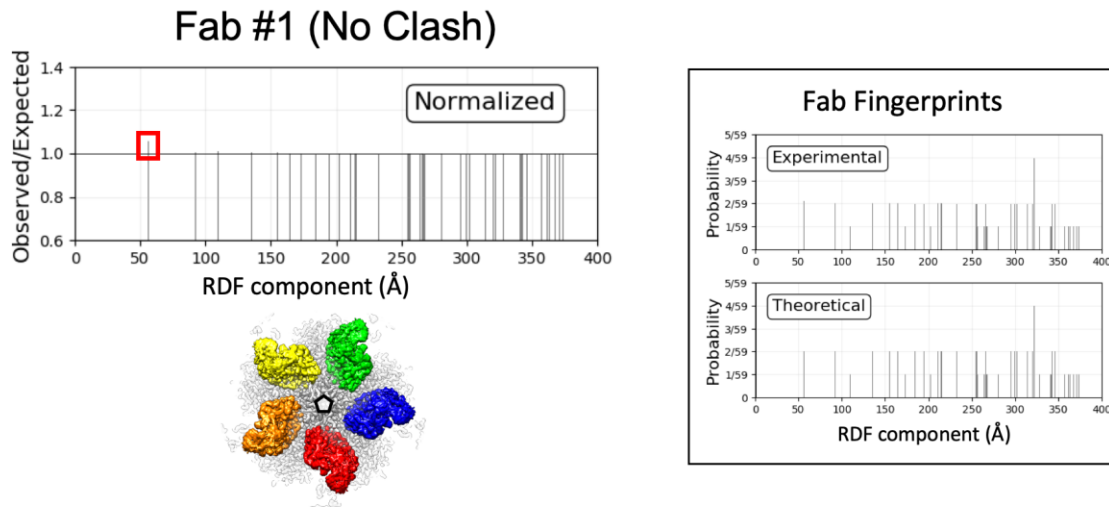 Fab #1 (No Clash)
Observed/Expected
1.4
1.2
1.0
0.8
0.6
Normalized
0 50 100 150 200 250 300 350 400
RDF component (Å)
Fab Fingerprints
Probability
5/59
4/59
3/59
2/59
1/59
0
Experimental
0 50 100 150 200 250 300 350 400
Probability
5/59
4/59
3/59
2/59
1/59
0
Theoretical
0 50 100 150 200 250 300 350 400
RDF component (Å)